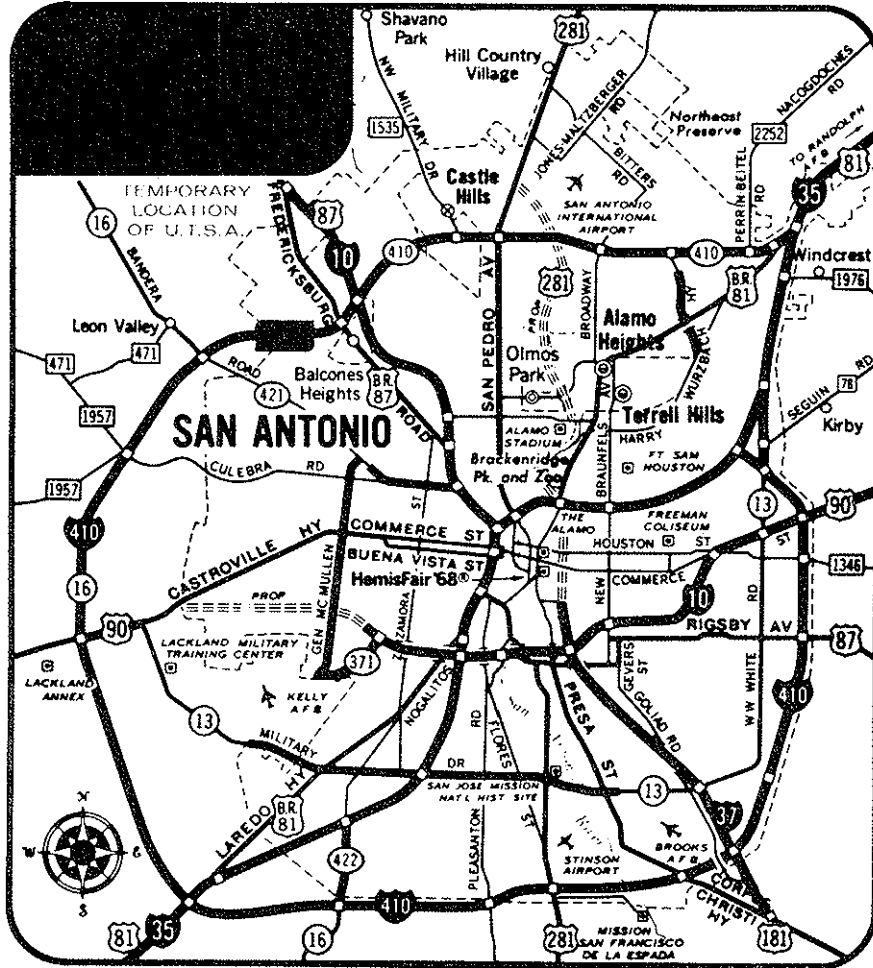 Shavano
Park
281
Hill Country
Village
NW MILITARY DR
1535
JONES-MALTZBERGER RD
BITTERS RD
Northeast
Preserve
NACOGDOCHES RD
2252
PERRIN-BEITEL RD
TO RANDOLPH
A.F.B.
81
35
TEMPORARY
LOCATION
OF U.T.S.A.
16
BANDERA
FREDERICKSBURG
87
10
Castle
Hills
SAN ANTONIO
INTERNATIONAL
AIRPORT
410
410
B.R.
81
Windcrest
1976
Leon Valley
471
471
ROAD
421
1957
1957
Balcones
Heights
B.R.
87
ROAD
SAN PEDRO AV
281
PROP
BROADWAY
Alamo
Heights
HY
WURZBACH
Olmos
Park
AV
Terrell Hills
HARRY
SEGUIN RD
78
Kirby
SAN ANTONIO
CULEBRA RD
ALAMO
STADIUM
Brackenridge
Pk. and Zoo
BRAUNFELS
FT SAM
HOUSTON
13
90
410
16
CASTROVILLE HY
COMMERCE ST
BUENA VISTA ST
HemisFair '68®
ST
THE
ALAMO
FREEMAN
COLISEUM
HOUSTON ST
ST
COMMERCE
1346
PROP
GEN MC MULLEN
ZARZAMORA
NEW
10
RD
RIGSBY AV
87
90
LACKLAND MILITARY
TRAINING CENTER
LACKLAND
ANNEX
KELLY
A.F.B.
371
NOGALITOS
GEYERS ST
GOLIAD RD
W W WHITE
410
13
MILITARY
DR
RD
FLORES
San
PRESA ST
SAN JOSE MISSION
NAT'L HIST SITE
13
37
LAREDO HY
B.R.
81
422
PLEASANTON
ST
River
STINSON
AIRPORT
BROOKS
A.F.B.
N
W
E
S
CORPUS
CHRISTI
HY
81
35
16
410
281
MISSION
SAN FRANCISCO
DE LA ESPADA
181